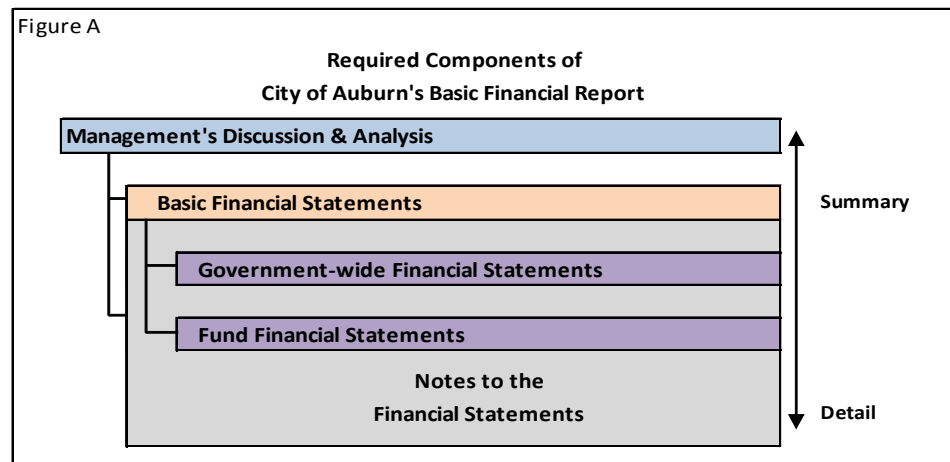 Figure A
Required Components of
City of Auburn's Basic Financial Report
Management's Discussion & Analysis
Basic Financial Statements
Summary
Government-wide Financial Statements
Fund Financial Statements
Notes to the
Financial Statements
Detail